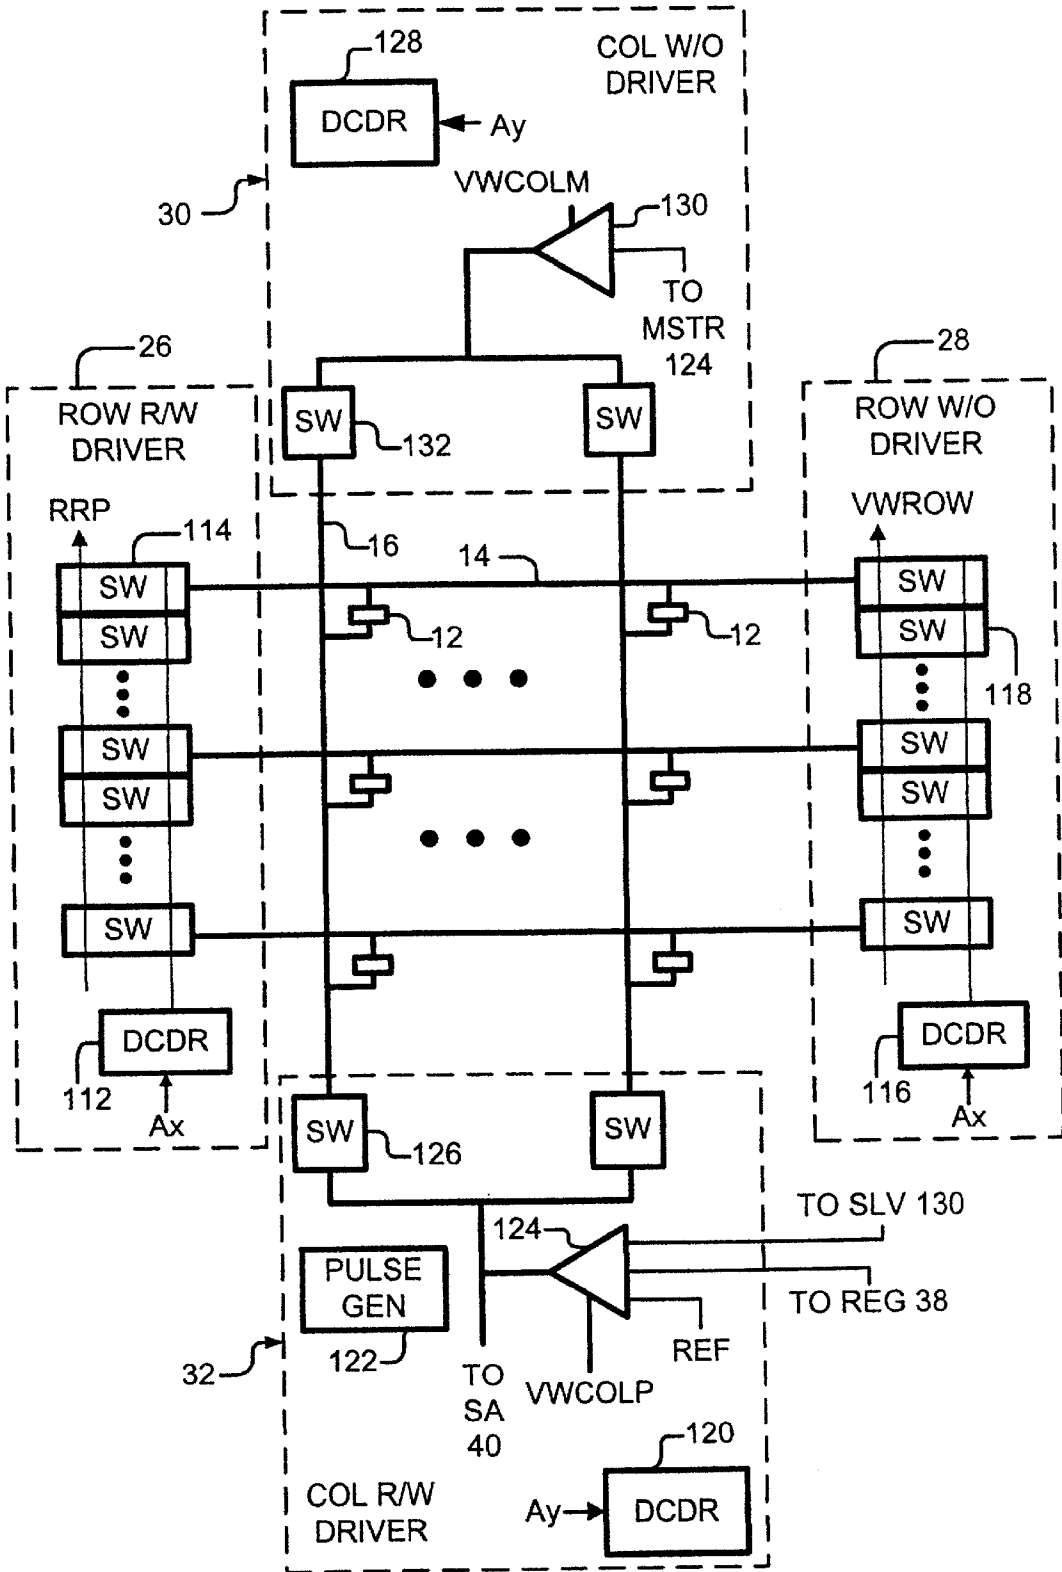 128
COL W/O
DRIVER
DCDR
Ay
VWCOLM
30
130
TO
MSTR
124
26
28
ROW R/W
DRIVER
SW
132
SW
ROW W/O
DRIVER
RRP
114
16
14
VWROW
SW
SW
SW
12
12
SW
118
SW
SW
SW
SW
SW
SW
DCDR
112
Ax
DCDR
116
Ax
SW
126
SW
124
TO SLV 130
PULSE
GEN
TO REG 38
122
REF
32
TO
SA
40
VWCOLP
120
COL R/W
DRIVER
Ay
DCDR